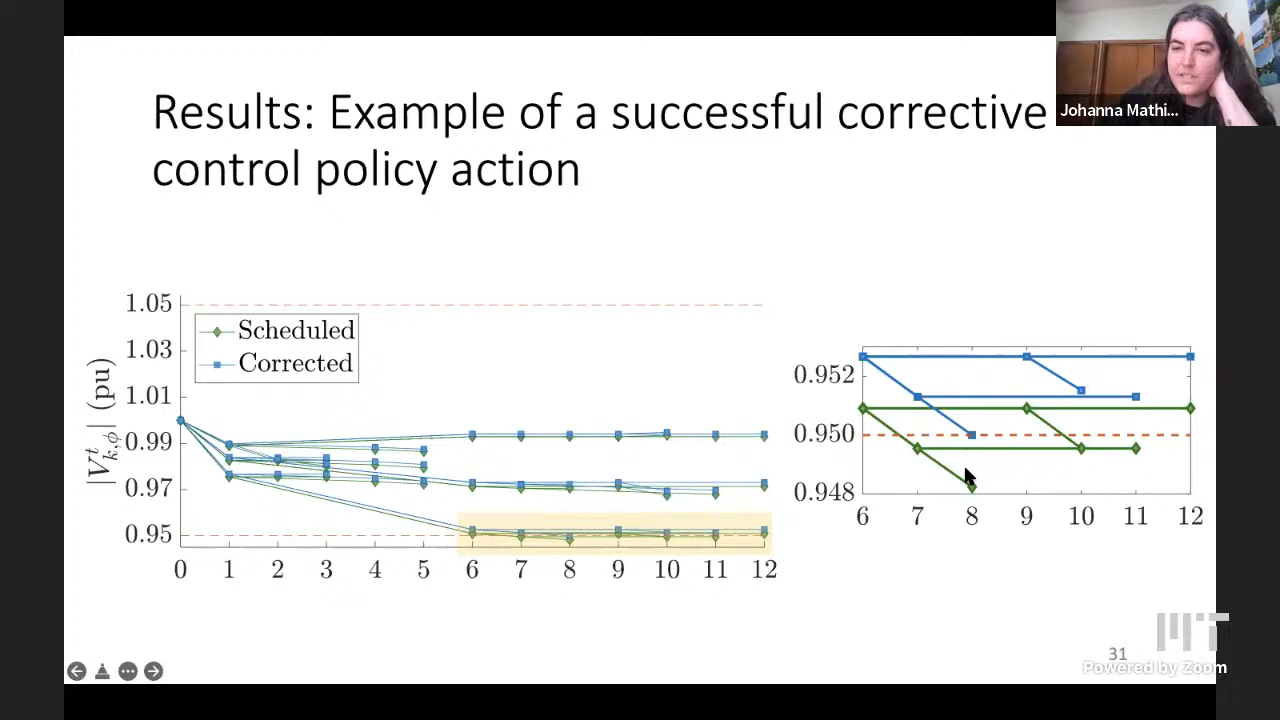 Johanna Mathi...
Results: Example of a successful corrective
control policy action
1.05
1.03
1.01
0.99
0.97
0.95
|V^t_{k,ϕ}| (pu)
Scheduled
Corrected
0 1 2 3 4 5 6 7 8 9 10 11 12
0.952
0.950
0.948
6 7 8 9 10 11 12
31
MIT
Powered by Zoom